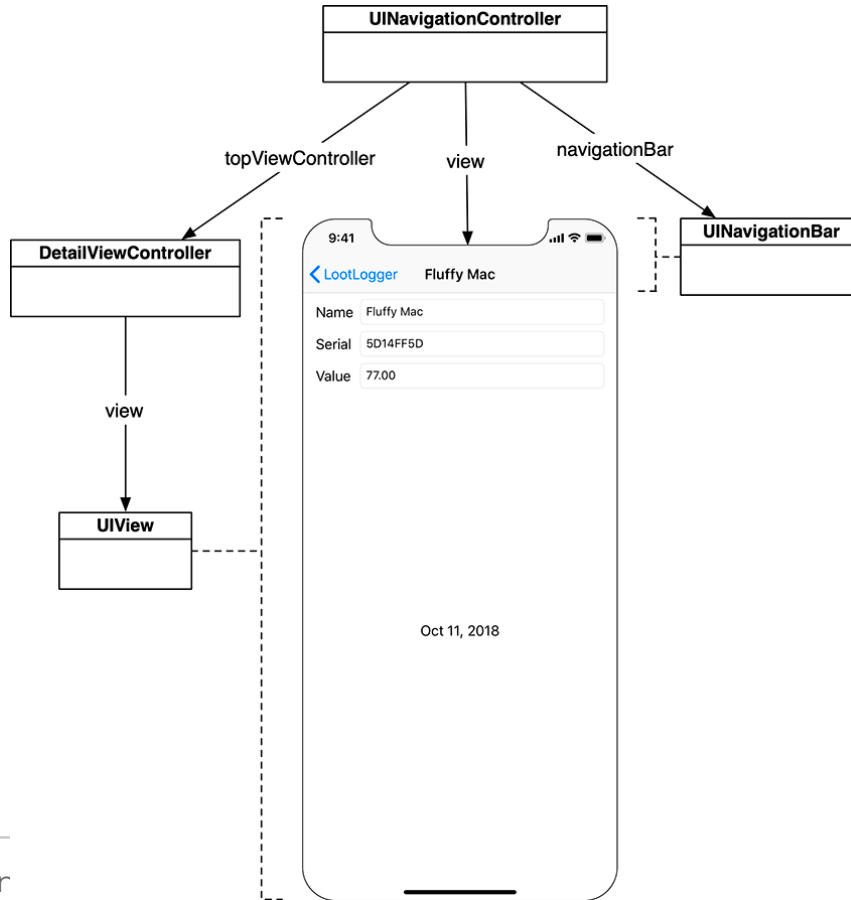 UINavigationController
topViewController
view
navigationBar
DetailViewController
UINavigationBar
view
UIView
9:41
LootLogger
Fluffy Mac
Name
Fluffy Mac
Serial
5D14FF5D
Value
77.00
Oct 11, 2018